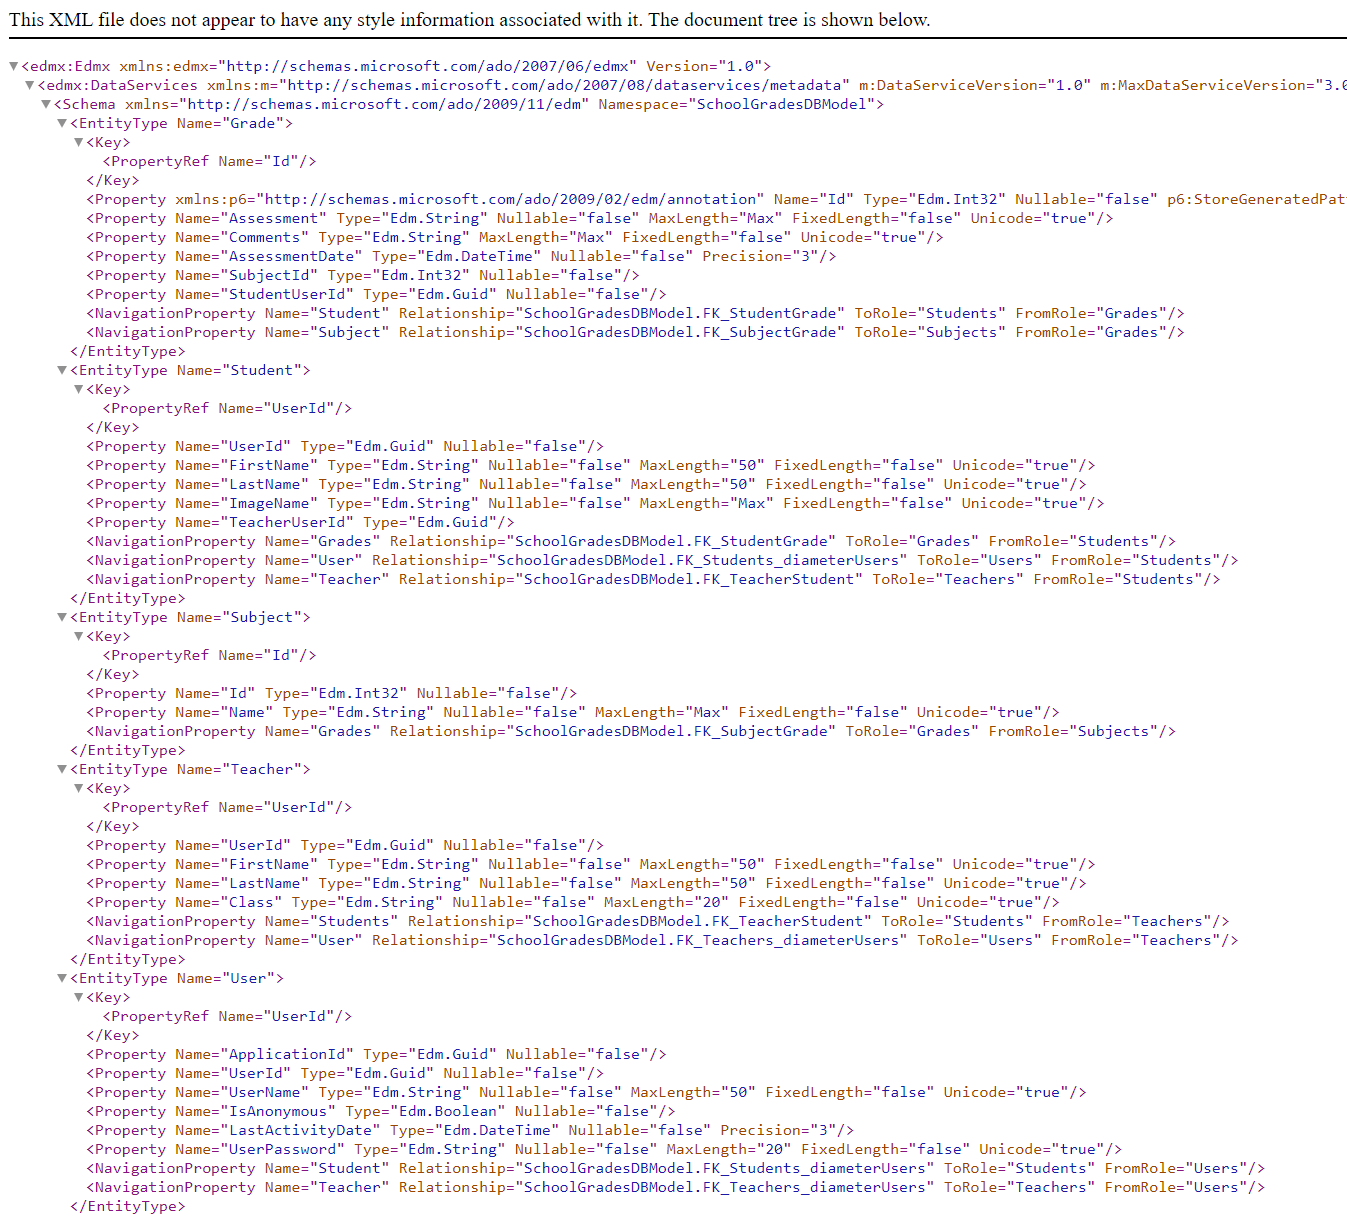 This XML file does not appear to have any style information associated with it. The document tree is shown below.
▼<edmx:Edmx xmlns:edmx="http://schemas.microsoft.com/ado/2007/06/edmx" Version="1.0">
▼<edmx:DataServices xmlns:m="http://schemas.microsoft.com/ado/2007/08/dataservices/metadata" m:DataServiceVersion="1.0" m:MaxDataServiceVersion="3.0
▼<Schema xmlns="http://schemas.microsoft.com/ado/2009/11/edm" Namespace="SchoolGradesDBModel">
▼<EntityType Name="Grade">
▼<Key>
<PropertyRef Name="Id"/>
</Key>
<Property xmlns:p6="http://schemas.microsoft.com/ado/2009/02/edm/annotation" Name="Id" Type="Edm.Int32" Nullable="false" p6:StoreGeneratedPat
<Property Name="Assessment" Type="Edm.String" Nullable="false" MaxLength="Max" FixedLength="false" Unicode="true"/>
<Property Name="Comments" Type="Edm.String" MaxLength="Max" FixedLength="false" Unicode="true"/>
<Property Name="AssessmentDate" Type="Edm.DateTime" Nullable="false" Precision="3"/>
<Property Name="SubjectId" Type="Edm.Int32" Nullable="false"/>
<Property Name="StudentUserId" Type="Edm.Guid" Nullable="false"/>
<NavigationProperty Name="Student" Relationship="SchoolGradesDBModel.FK_StudentGrade" ToRole="Students" FromRole="Grades"/>
<NavigationProperty Name="Subject" Relationship="SchoolGradesDBModel.FK_SubjectGrade" ToRole="Subjects" FromRole="Grades"/>
</EntityType>
▼<EntityType Name="Student">
▼<Key>
<PropertyRef Name="UserId"/>
</Key>
<Property Name="UserId" Type="Edm.Guid" Nullable="false"/>
<Property Name="FirstName" Type="Edm.String" Nullable="false" MaxLength="50" FixedLength="false" Unicode="true"/>
<Property Name="LastName" Type="Edm.String" Nullable="false" MaxLength="50" FixedLength="false" Unicode="true"/>
<Property Name="ImageName" Type="Edm.String" Nullable="false" MaxLength="Max" FixedLength="false" Unicode="true"/>
<Property Name="TeacherUserId" Type="Edm.Guid"/>
<NavigationProperty Name="Grades" Relationship="SchoolGradesDBModel.FK_StudentGrade" ToRole="Grades" FromRole="Students"/>
<NavigationProperty Name="User" Relationship="SchoolGradesDBModel.FK_Students_diameterUsers" ToRole="Users" FromRole="Students"/>
<NavigationProperty Name="Teacher" Relationship="SchoolGradesDBModel.FK_TeacherStudent" ToRole="Teachers" FromRole="Students"/>
</EntityType>
▼<EntityType Name="Subject">
▼<Key>
<PropertyRef Name="Id"/>
</Key>
<Property Name="Id" Type="Edm.Int32" Nullable="false"/>
<Property Name="Name" Type="Edm.String" Nullable="false" MaxLength="Max" FixedLength="false" Unicode="true"/>
<NavigationProperty Name="Grades" Relationship="SchoolGradesDBModel.FK_SubjectGrade" ToRole="Grades" FromRole="Subjects"/>
</EntityType>
▼<EntityType Name="Teacher">
▼<Key>
<PropertyRef Name="UserId"/>
</Key>
<Property Name="UserId" Type="Edm.Guid" Nullable="false"/>
<Property Name="FirstName" Type="Edm.String" Nullable="false" MaxLength="50" FixedLength="false" Unicode="true"/>
<Property Name="LastName" Type="Edm.String" Nullable="false" MaxLength="50" FixedLength="false" Unicode="true"/>
<Property Name="Class" Type="Edm.String" Nullable="false" MaxLength="20" FixedLength="false" Unicode="true"/>
<NavigationProperty Name="Students" Relationship="SchoolGradesDBModel.FK_TeacherStudent" ToRole="Students" FromRole="Teachers"/>
<NavigationProperty Name="User" Relationship="SchoolGradesDBModel.FK_Teachers_diameterUsers" ToRole="Users" FromRole="Teachers"/>
</EntityType>
▼<EntityType Name="User">
▼<Key>
<PropertyRef Name="UserId"/>
</Key>
<Property Name="ApplicationId" Type="Edm.Guid" Nullable="false"/>
<Property Name="UserId" Type="Edm.Guid" Nullable="false"/>
<Property Name="UserName" Type="Edm.String" Nullable="false" MaxLength="50" FixedLength="false" Unicode="true"/>
<Property Name="IsAnonymous" Type="Edm.Boolean" Nullable="false"/>
<Property Name="LastActivityDate" Type="Edm.DateTime" Nullable="false" Precision="3"/>
<Property Name="UserPassword" Type="Edm.String" Nullable="false" MaxLength="20" FixedLength="false" Unicode="true"/>
<NavigationProperty Name="Student" Relationship="SchoolGradesDBModel.FK_Students_diameterUsers" ToRole="Students" FromRole="Users"/>
<NavigationProperty Name="Teacher" Relationship="SchoolGradesDBModel.FK_Teachers_diameterUsers" ToRole="Teachers" FromRole="Users"/>
</EntityType>